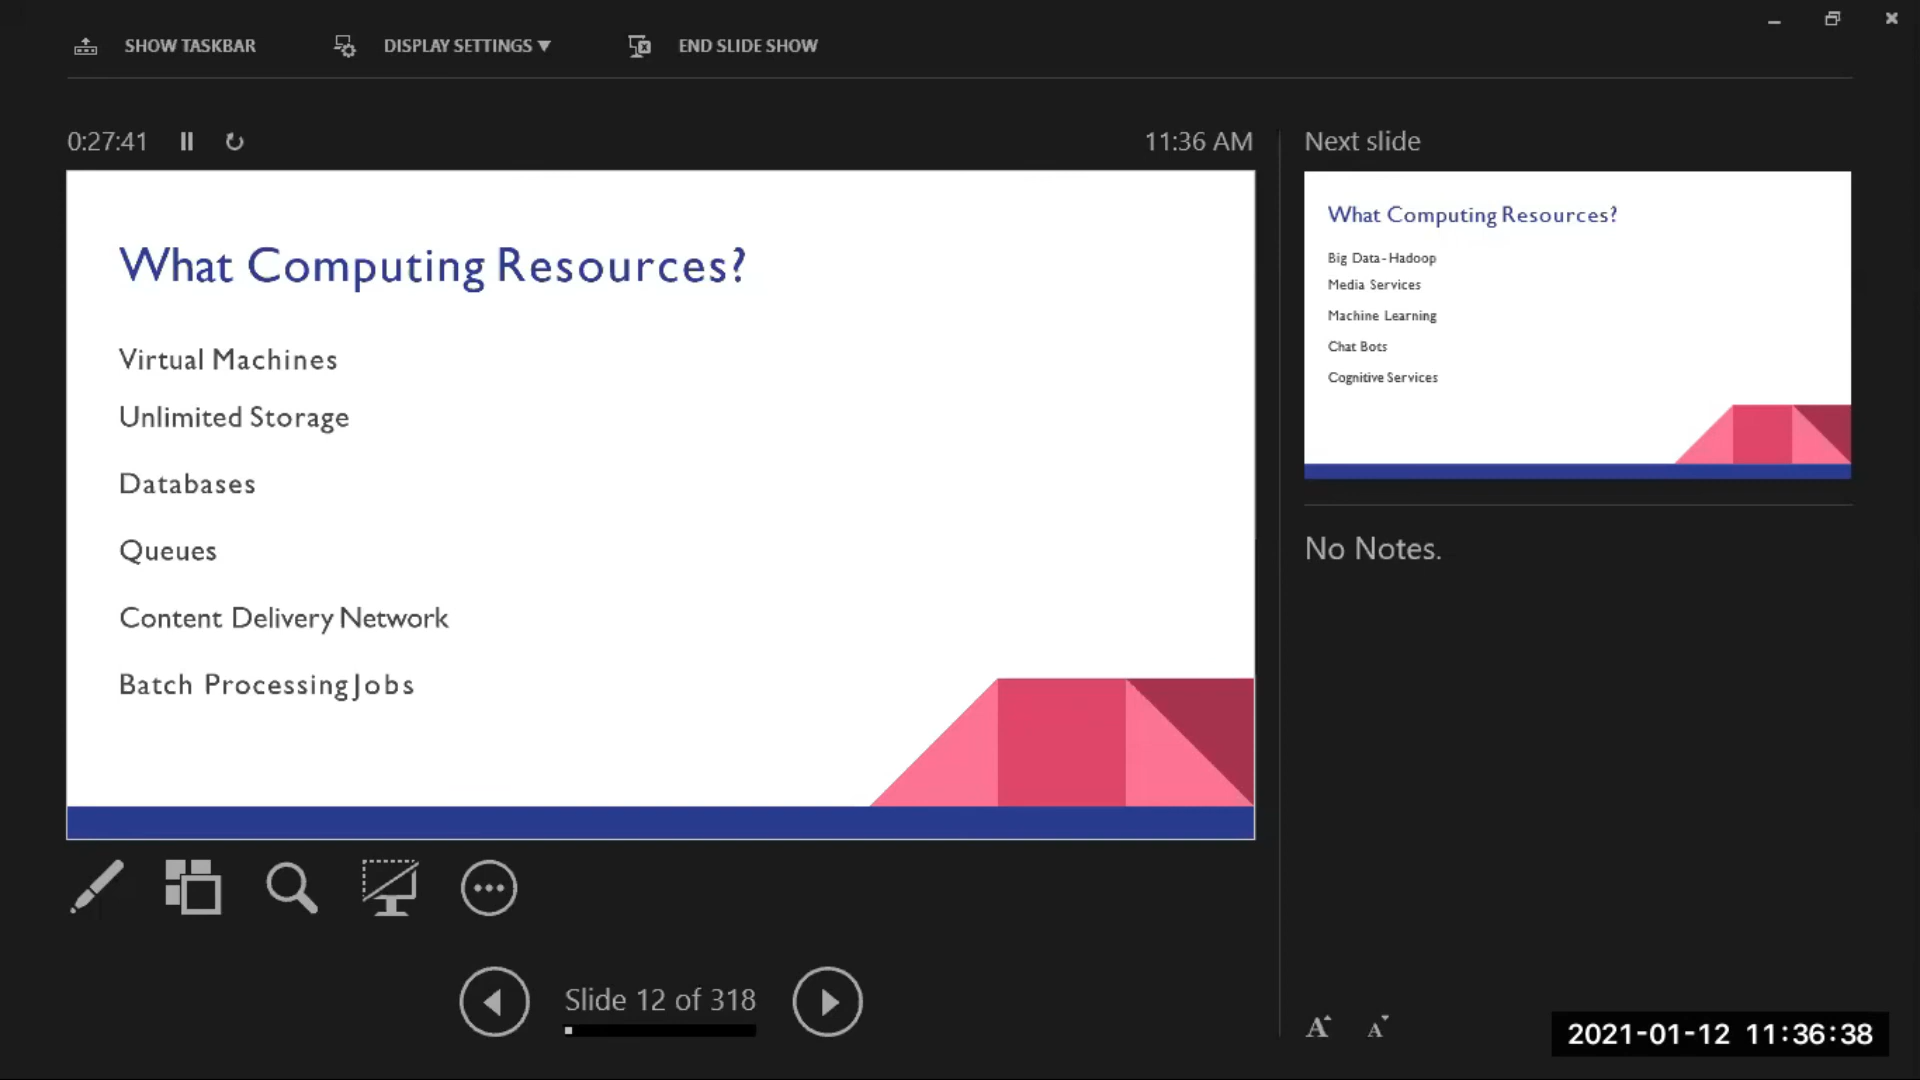 SHOW TASKBAR
DISPLAY SETTINGS ▼
END SLIDE SHOW
0:27:41
11:36 AM
What Computing Resources?
Virtual Machines
Unlimited Storage
Databases
Queues
Content Delivery Network
Batch Processing Jobs
Slide 12 of 318
Next slide
What Computing Resources?
Big Data-Hadoop
Media Services
Machine Learning
Chat Bots
Cognitive Services
No Notes.
A A
2021-01-12 11:36:38